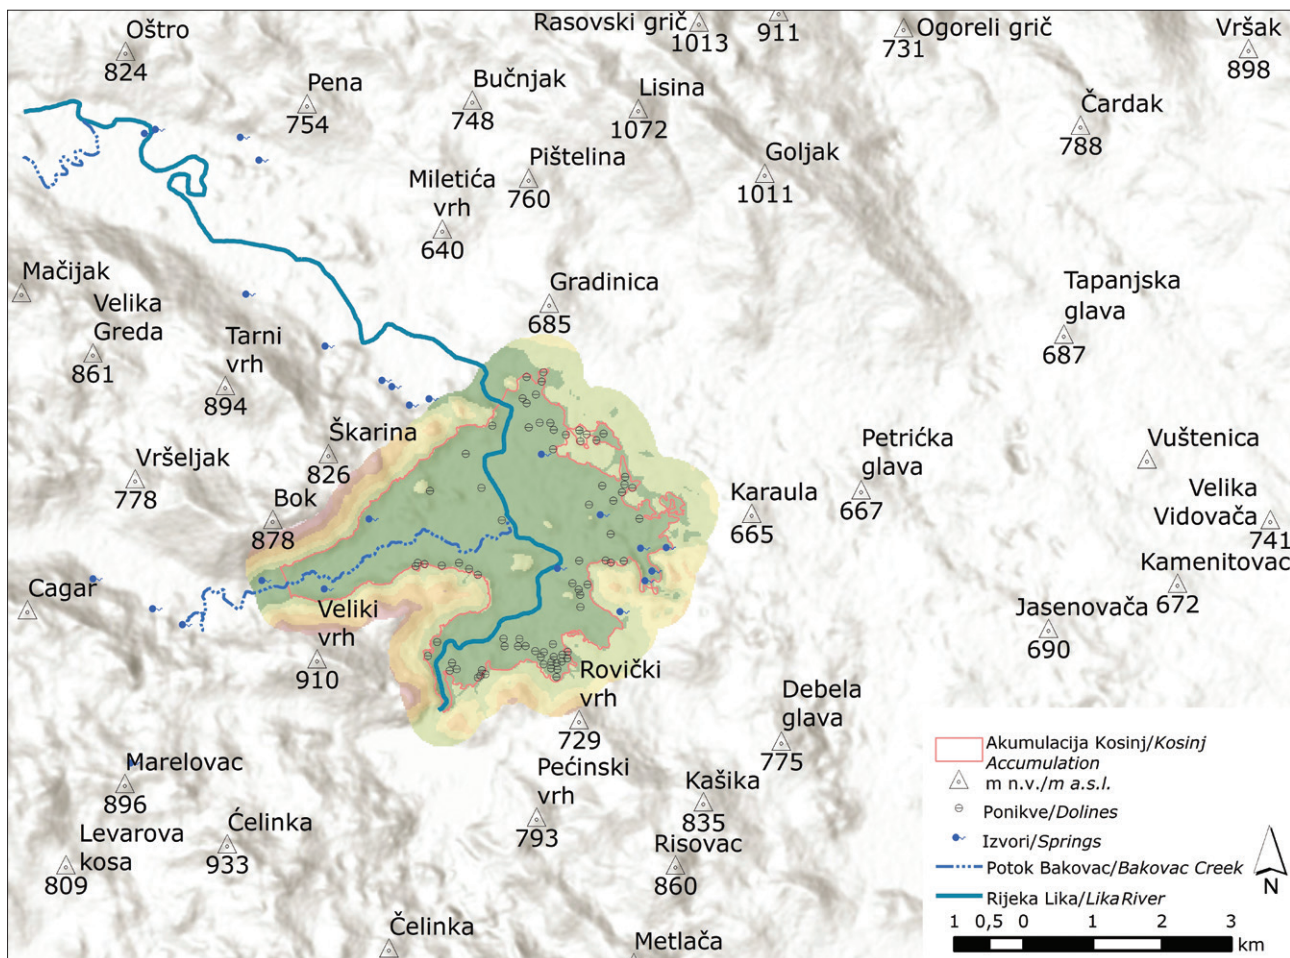 Oštro
824
Rasovski grič
1013
911
Ogoreli grič
731
Vršak
898
Pena
754
Bučnjak
748
Lisina
1072
Čardak
788
Pištelina
760
Goljak
1011
Miletića
vrh
640
Mačijak
Velika
Greda
861
Gradinica
685
Tapanjska
glava
687
Tarni
vrh
894
Škarina
826
Vršeljak
778
Bok
878
Petrićka
glava
667
Karaula
665
Vuštenica
Velika
Vidovača
741
Kamenitovac
672
Cagar
Veliki
vrh
910
Jasenovača
690
Rovički
vrh
729
Debela
glava
775
Marelovac
896
Pećinski
vrh
793
Kašika
835
Levarova
kosa
809
Ćelinka
933
Risovac
860
Čelinka
Metlača
Akumulacija Kosinj/Kosinj
Accumulation
m n.v./m a.s.l.
Ponikve/Dolines
Izvori/Springs
Potok Bakovac/Bakovac Creek
Rijeka Lika/Lika River
N
1 0,5 0 1 2 3
km